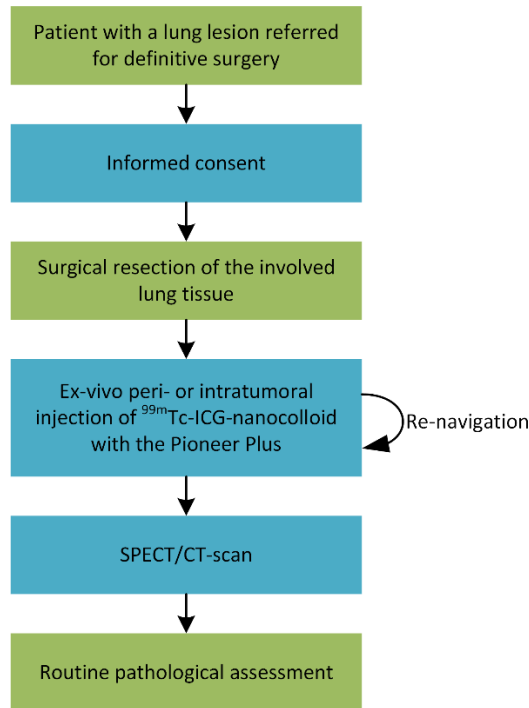 Patient with a lung lesion referred
for definitive surgery
Informed consent
Surgical resection of the involved
lung tissue
Ex-vivo peri- or intratumoral
injection of ⁹⁹ᵐTc-ICG-nanocolloid
with the Pioneer Plus
Re-navigation
SPECT/CT-scan
Routine pathological assessment